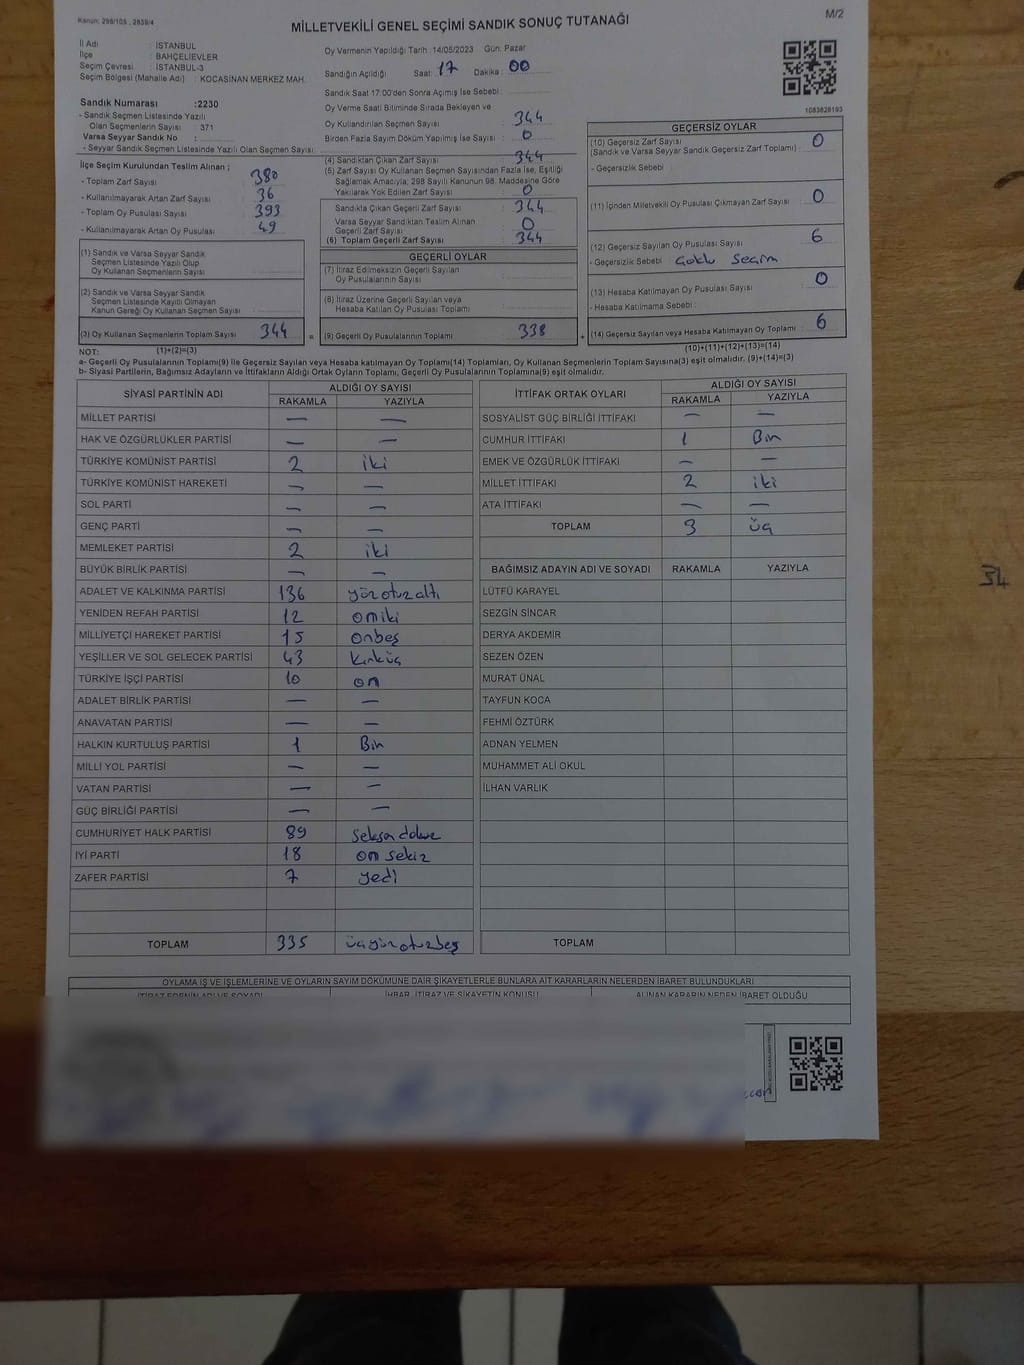 Kanun: 298/105 , 2839/4
M/2
MİLLETVEKİLİ GENEL SEÇİMİ SANDIK SONUÇ TUTANAĞI
İl Adı : İSTANBUL
İlçe : BAHÇELİEVLER
Seçim Çevresi : İSTANBUL-3
Seçim Bölgesi (Mahalle Adı) : KOCASİNAN MERKEZ MAH.
Sandık Numarası :2230
- Sandık Seçmen Listesinde Yazılı
Olan Seçmenlerin Sayısı 371
Varsa Seyyar Sandık No :
- Seyyar Sandık Seçmen Listesinde Yazılı Olan Seçmen Sayısı:
Oy Vermenin Yapıldığı Tarih :14/05/2023 Gün: Pazar
Sandığın Açıldığı Saat: 17 Dakika : 00
Sandık Saat 17:00'den Sonra Açılmış İse Sebebi :
Oy Verme Saati Bitiminde Sırada Bekleyen ve
Oy Kullandırılan Seçmen Sayısı 344
Birden Fazla Sayım Döküm Yapılmış İse Sayısı : 0
1083828193
İlçe Seçim Kurulundan Teslim Alınan ;
- Toplam Zarf Sayısı 380
- Kullanılmayarak Artan Zarf Sayısı 36
- Toplam Oy Pusulası Sayısı 393
- Kullanılmayarak Artan Oy Pusulası 49
(4) Sandıktan Çıkan Zarf Sayısı 344
(5) Zarf Sayısı Oy Kullanan Seçmen Sayısından Fazla İse, Eşitliği
Sağlamak Amacıyla; 298 Sayılı Kanunun 98. Maddesine Göre
Yakılarak Yok Edilen Zarf Sayısı 0
Sandıkta Çıkan Geçerli Zarf Sayısı 344
Varsa Seyyar Sandıktan Teslim Alınan
Geçerli Zarf Sayısı 0
(6) Toplam Geçerli Zarf Sayısı 344
GEÇERSİZ OYLAR
(10) Geçersiz Zarf Sayısı
(Sandık ve Varsa Seyyar Sandık Geçersiz Zarf Toplamı) : 0
- Geçersizlik Sebebi
(11) İçinden Milletvekili Oy Pusulası Çıkmayan Zarf Sayısı 0
(12) Geçersiz Sayılan Oy Pusulası Sayısı 6
- Geçersizlik Sebebi Çoklu Seçim
(13) Hesaba Katılmayan Oy Pusulası Sayısı 0
- Hesaba Katılmama Sebebi :
(14) Geçersiz Sayılan veya Hesaba Katılmayan Oy Toplamı : 6
(10)+(11)+(12)+(13)=(14)
(1) Sandık ve Varsa Seyyar Sandık
Seçmen Listesinde Yazılı Olup
Oy Kullanan Seçmenlerin Sayısı
(2) Sandık ve Varsa Seyyar Sandık
Seçmen Listesinde Kayıtlı Olmayan
Kanun Gereği Oy Kullanan Seçmen Sayısı
(3) Oy Kullanan Seçmenlerin Toplam Sayısı 344 =
(1)+(2)=(3)
GEÇERLİ OYLAR
(7) İtiraz Edilmeksizin Geçerli Sayılan
Oy Pusulalarının Sayısı
(8) İtiraz Üzerine Geçerli Sayılan veya
Hesaba Katılan Oy Pusulası Toplamı
(9) Geçerli Oy Pusulalarının Toplamı 338 +
NOT:
a- Geçerli Oy Pusulalarının Toplamı(9) ile Geçersiz Sayılan veya Hesaba katılmayan Oy Toplamı(14) Toplamları, Oy Kullanan Seçmenlerin Toplam Sayısına(3) eşit olmalıdır. (9)+(14)=(3)
b- Siyasi Partilerin, Bağımsız Adayların ve İttifakların Aldığı Ortak Oyların Toplamı, Geçerli Oy Pusulalarının Toplamına(9) eşit olmalıdır.
SİYASİ PARTİNİN ADI ALDIĞI OY SAYISI
RAKAMLA YAZIYLA
MİLLET PARTİSİ — —
HAK VE ÖZGÜRLÜKLER PARTİSİ — —
TÜRKİYE KOMÜNİST PARTİSİ 2 iki
TÜRKİYE KOMÜNİST HAREKETİ — —
SOL PARTİ — —
GENÇ PARTİ — —
MEMLEKET PARTİSİ 2 iki
BÜYÜK BİRLİK PARTİSİ — —
ADALET VE KALKINMA PARTİSİ 136 yüzotuzaltı
YENİDEN REFAH PARTİSİ 12 oniki
MİLLİYETÇİ HAREKET PARTİSİ 15 onbeş
YEŞİLLER VE SOL GELECEK PARTİSİ 43 kırküç
TÜRKİYE İŞÇİ PARTİSİ 10 on
ADALET BİRLİK PARTİSİ — —
ANAVATAN PARTİSİ — —
HALKIN KURTULUŞ PARTİSİ 1 Bir
MİLLİ YOL PARTİSİ — —
VATAN PARTİSİ — —
GÜÇ BİRLİĞİ PARTİSİ — —
CUMHURİYET HALK PARTİSİ 89 seksen dokuz
İYİ PARTİ 18 on sekiz
ZAFER PARTİSİ 7 yedi
TOPLAM 335 üçyüzotuzbeş
İTTİFAK ORTAK OYLARI ALDIĞI OY SAYISI
RAKAMLA YAZIYLA
SOSYALİST GÜÇ BİRLİĞİ İTTİFAKI — —
CUMHUR İTTİFAKI 1 Bir
EMEK VE ÖZGÜRLÜK İTTİFAKI — —
MİLLET İTTİFAKI 2 iki
ATA İTTİFAKI — —
TOPLAM 3 üç
BAĞIMSIZ ADAYIN ADI VE SOYADI RAKAMLA YAZIYLA
LÜTFÜ KARAYEL
SEZGİN SİNCAR
DERYA AKDEMİR
SEZEN ÖZEN
MURAT ÜNAL
TAYFUN KOCA
FEHMİ ÖZTÜRK
ADNAN YELMEN
MUHAMMET ALİ OKUL
İLHAN VARLIK
TOPLAM
34
OYLAMA İŞ VE İŞLEMLERİNE VE OYLARIN SAYIM DÖKÜMÜNE DAİR ŞİKAYETLERLE BUNLARA AİT KARARLARIN NELERDEN İBARET BULUNDUKLARI
İTİRAZ EDENİN ADI VE SOYADI İHBAR, İTİRAZ VE ŞİKAYETİN KONUSU ALINAN KARARIN NEDEN İBARET OLDUĞU